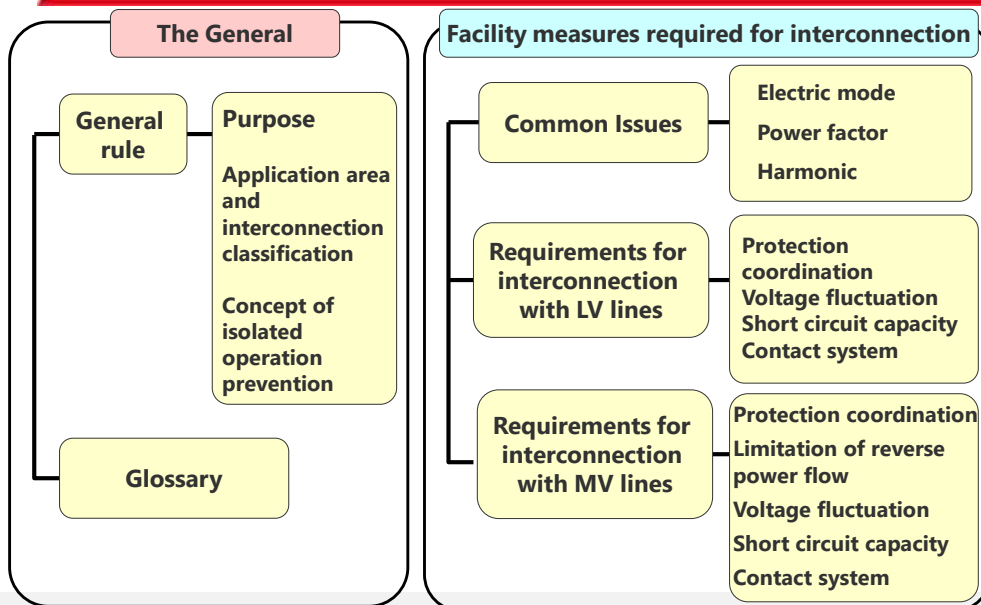 The General
General
rule
Purpose
Application area
and
interconnection
classification
Concept of
isolated
operation
prevention
Glossary
Facility measures required for interconnection
Common Issues
Electric mode
Power factor
Harmonic
Requirements for
interconnection
with LV lines
Protection
coordination
Voltage fluctuation
Short circuit capacity
Contact system
Requirements for
interconnection
with MV lines
Protection coordination
Limitation of reverse
power flow
Voltage fluctuation
Short circuit capacity
Contact system